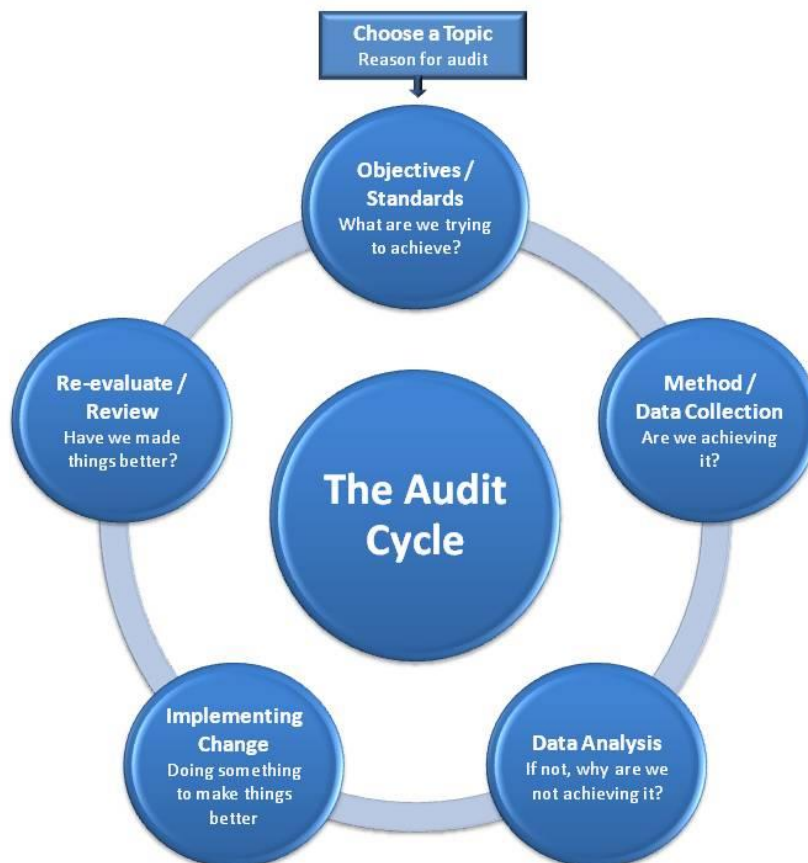 Choose a Topic
Reason for audit
Objectives /
Standards
What are we trying
to achieve?
Method /
Data Collection
Are we achieving
it?
Data Analysis
If not, why are we
not achieving it?
Implementing
Change
Doing something
to make things
better
Re-evaluate /
Review
Have we made
things better?
The Audit
Cycle